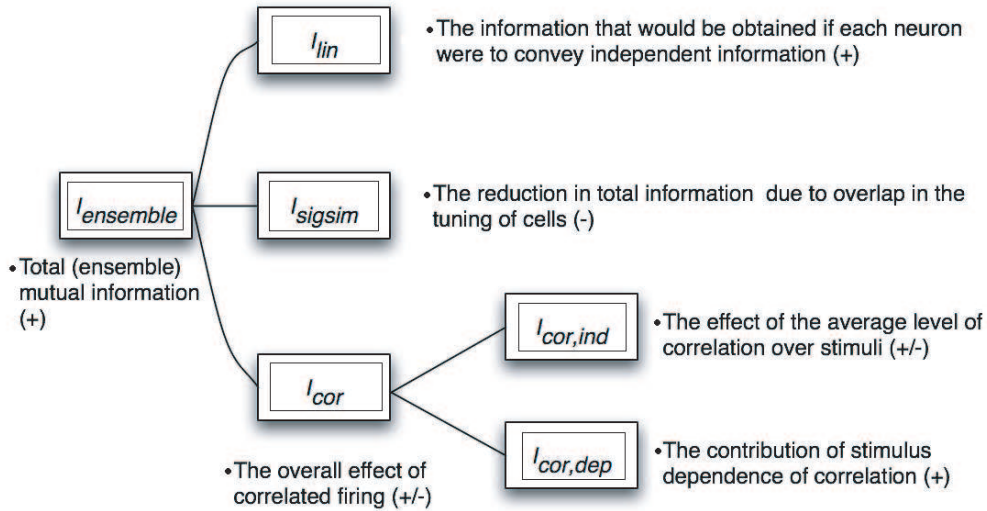 I_lin
• The information that would be obtained if each neuron
were to convey independent information (+)
I_ensemble
• Total (ensemble)
mutual information
(+)
I_sigsim
• The reduction in total information due to overlap in the
tuning of cells (-)
I_cor
• The overall effect of
correlated firing (+/-)
I_cor,ind
• The effect of the average level of
correlation over stimuli (+/-)
I_cor,dep
• The contribution of stimulus
dependence of correlation (+)